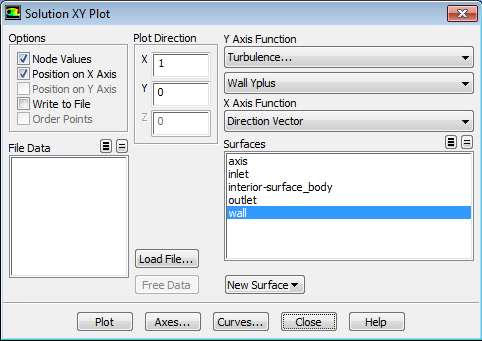 Solution XY Plot
Options
Node Values
Position on X Axis
Position on Y Axis
Write to File
Order Points
File Data
Plot Direction
X 1
Y 0
Z 0
Load File...
Free Data
Y Axis Function
Turbulence...
Wall Yplus
X Axis Function
Direction Vector
Surfaces
axis
inlet
interior-surface_body
outlet
wall
New Surface
Plot Axes... Curves... Close Help